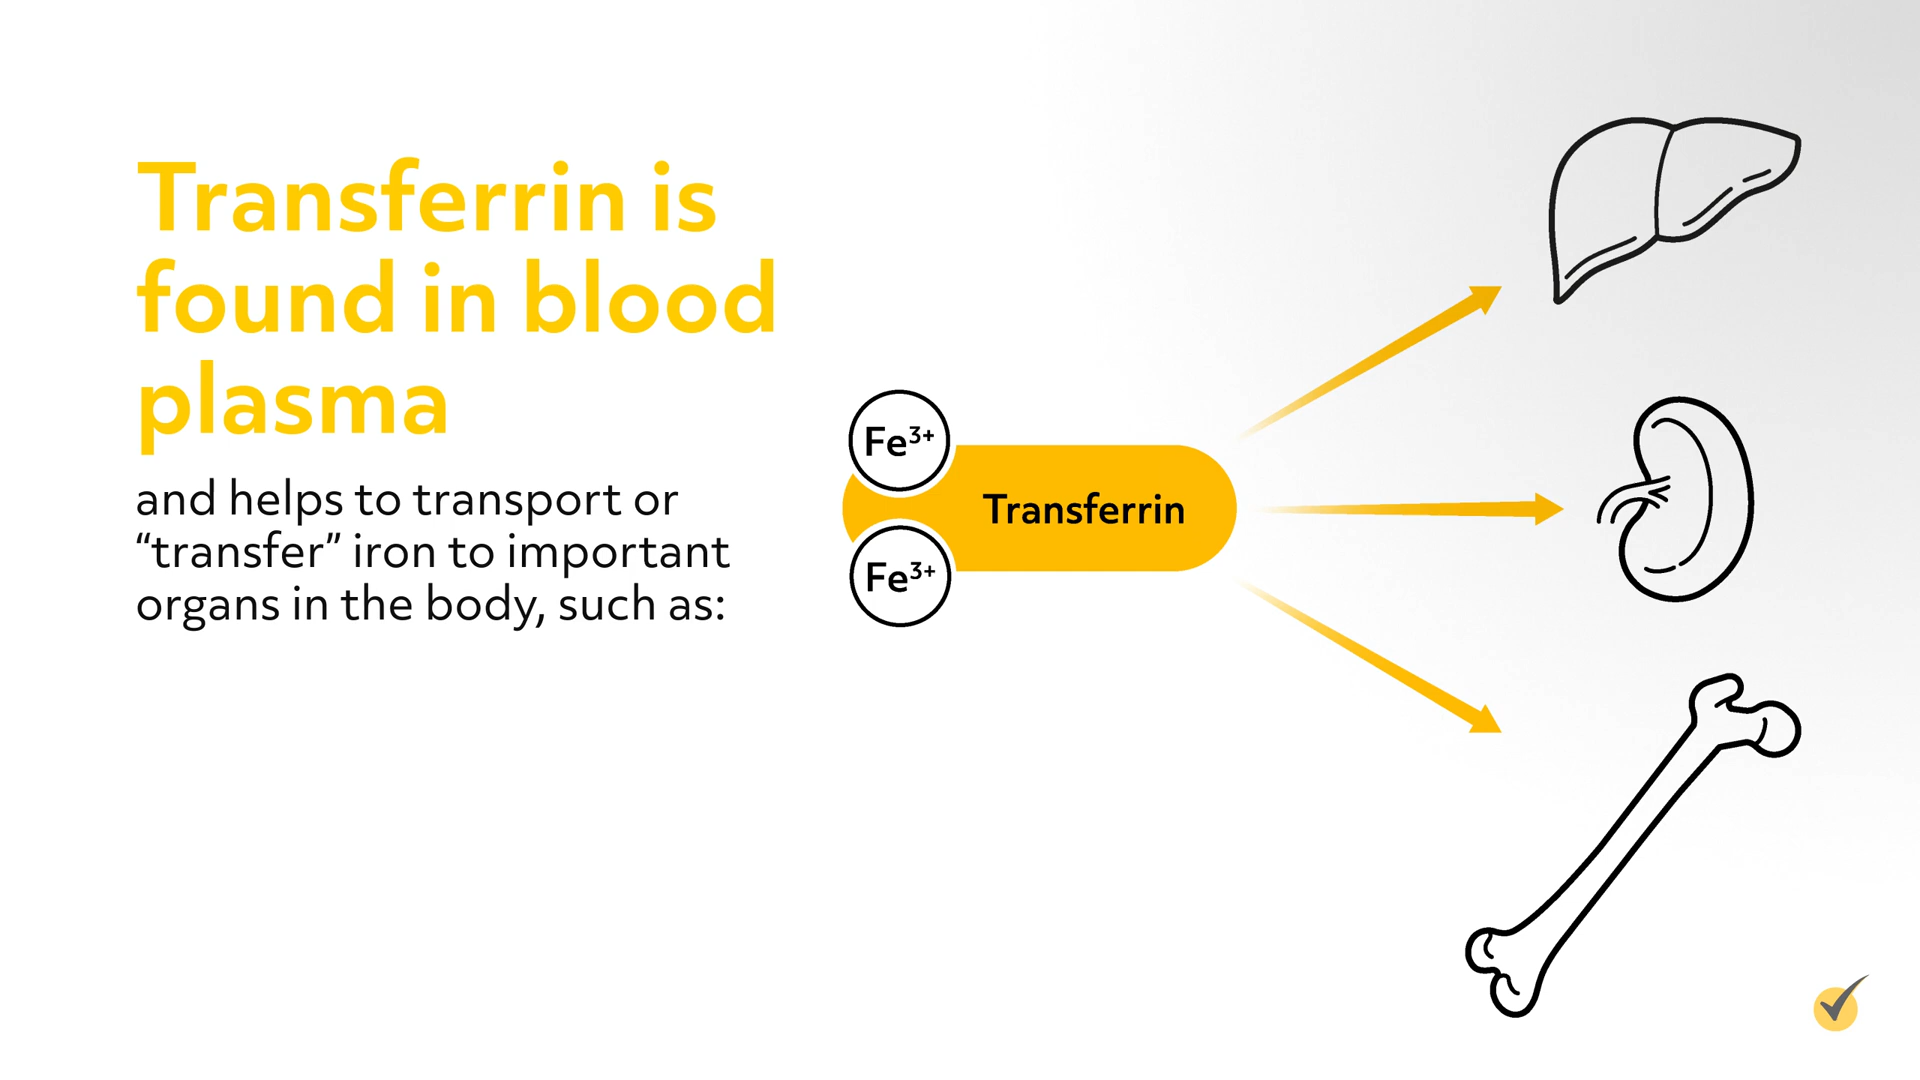 Transferrin is
found in blood
plasma
and helps to transport or
“transfer” iron to important
organs in the body, such as:
Fe³⁺
Transferrin
Fe³⁺